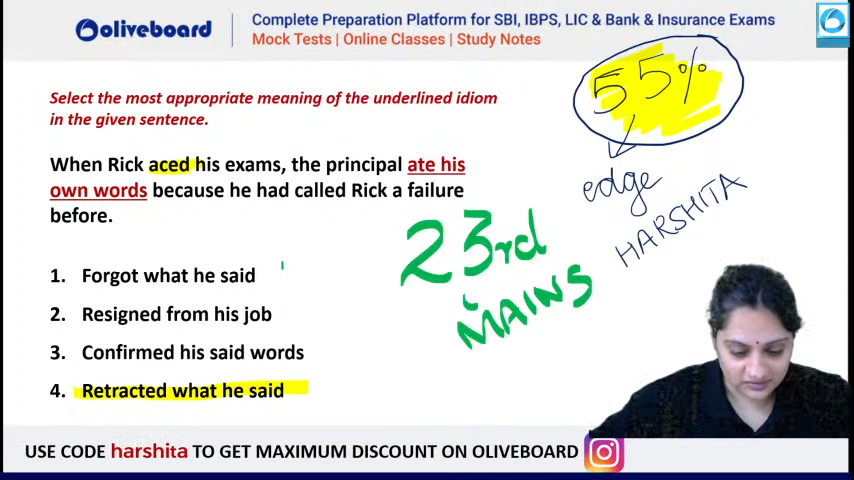 oliveboard
Complete Preparation Platform for SBI, IBPS, LIC & Bank & Insurance Exams
Mock Tests | Online Classes | Study Notes
Select the most appropriate meaning of the underlined idiom
in the given sentence.
55%
edge
HARSHITA
When Rick aced his exams, the principal ate his
own words because he had called Rick a failure
before.
23rd
MAINS
1. Forgot what he said
2. Resigned from his job
3. Confirmed his said words
4. Retracted what he said
USE CODE harshita TO GET MAXIMUM DISCOUNT ON OLIVEBOARD